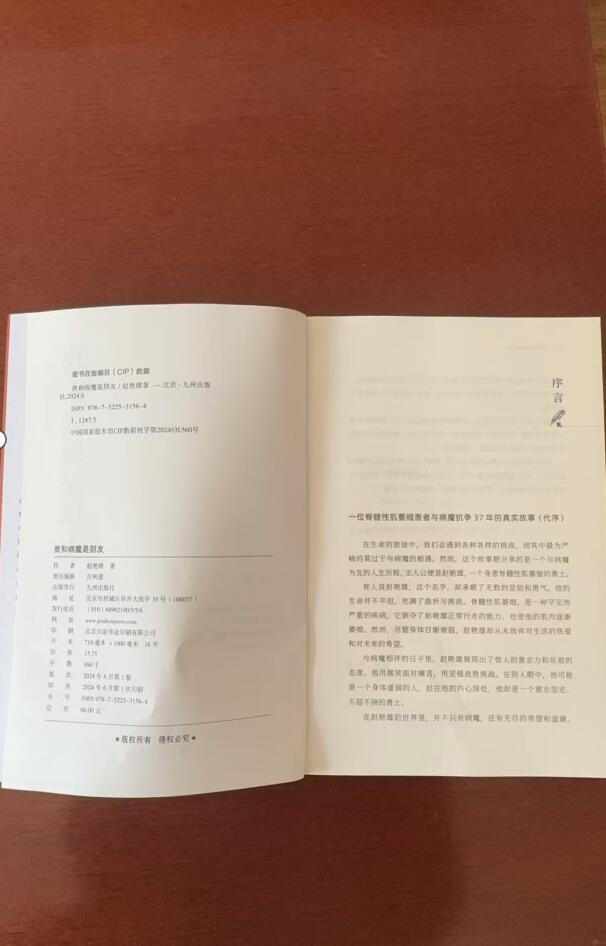 图书在版编目（CIP）数据
我和病魔是朋友 / 赵艳雄著. — 北京：九州出版
社,2024.6
ISBN 978-7-5225-3156-4
Ⅰ. 1247.5
中国国家版本馆CIP数据核字第2024S3L560号
我和病魔是朋友
作 者 赵艳雄 著
责任编辑
出版发行 九州出版社
地 址 北京市西城区阜外大街甲 35 号 (100037)
发行电话 (010) 68992190/3/5/6
网 址 www.jiuzhoupress.com
印 刷 北京兴星伟业印刷有限公司
开 本 710 毫米 × 1000 毫米 16 开
印 张 13.75
字 数 160千
版 次 2024 年 6 月第 1 版
印 次 2024 年 6 月第 1 次印刷
书 号 ISBN 978-7-5225-3156-4
定 价 66.00 元
★版权所有 侵权必究★
序言
一位脊髓性肌萎缩患者与病魔抗争 37 年的真实故事（代序）
在生命的旅途中，我们会遇到各种各样的挑战，而其中最为严
峻的莫过于与病魔的相遇。然而，这个故事想分享的是一个与病魔
为友的人生历程，主人公便是赵艳雄，一个身患脊髓性肌萎缩的勇士。
有人说赵艳雄，这个名字，却承载了无数的坚韧和勇气。他的
生命并不平坦，充满了曲折与挑战。脊髓性肌萎缩，是一种罕见而
严重的疾病，它剥夺了赵艳雄正常行走的能力，也使他的肌肉逐渐
萎缩。然而，尽管身体日渐衰弱，赵艳雄却从未放弃对生活的热爱
和对未来的希望。
与病魔相伴的日子里，赵艳雄展现出了惊人的意志力和乐观的
态度。他用微笑面对痛苦，用坚强战胜挑战。在别人眼中，他可能
是一个身体虚弱的人，但在他的内心深处，他却是一个意志坚定、
不屈不挠的勇士。
在赵艳雄的世界里，并不只有病魔，还有无尽的希望和温暖。